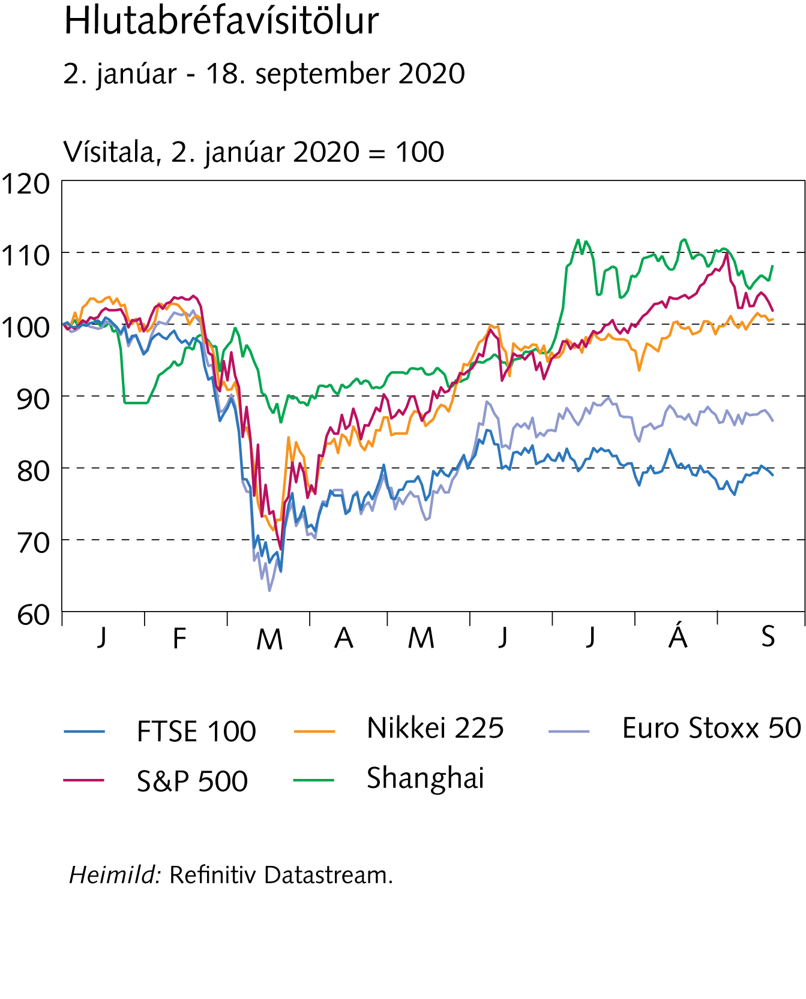 Hlutabréfavísitölur
2. janúar - 18. september 2020
Vísitala, 2. janúar 2020 = 100
120
110
100
90
80
70
60
J F M A M J J Á S
FTSE 100 Nikkei 225 Euro Stoxx 50
S&P 500 Shanghai
Heimild: Refinitiv Datastream.